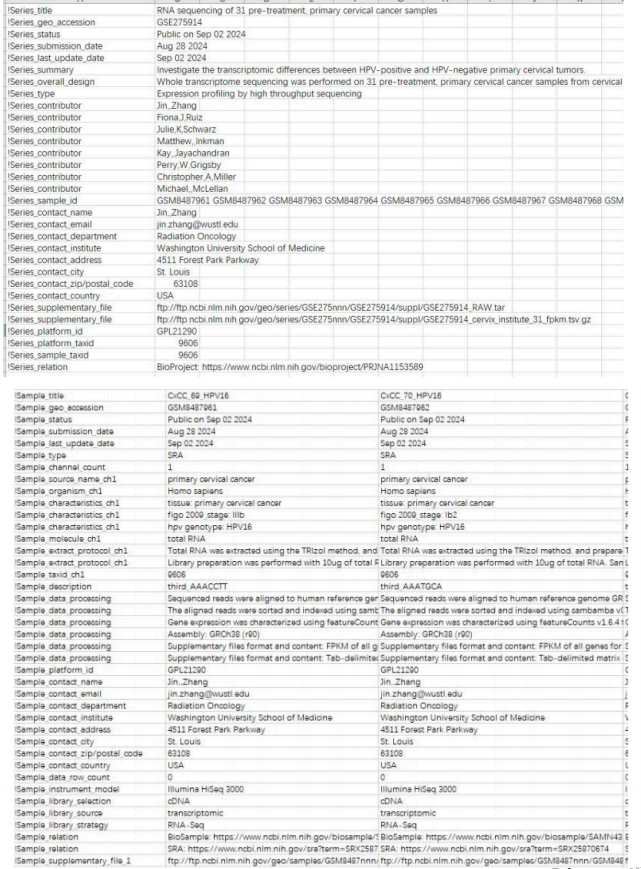 !Series_title RNA sequencing of 31 pre-treatment, primary cervical cancer samples
!Series_geo_accession GSE275914
!Series_status Public on Sep 02 2024
!Series_submission_date Aug 28 2024
!Series_last_update_date Sep 02 2024
!Series_summary Investigate the transcriptomic differences between HPV-positive and HPV-negative primary cervical tumors.
!Series_overall_design Whole transcriptome sequencing was performed on 31 pre-treatment, primary cervical cancer samples from cervical
!Series_type Expression profiling by high throughput sequencing
!Series_contributor Jin,,Zhang
!Series_contributor Fiona,J,Ruiz
!Series_contributor Julie,K,Schwarz
!Series_contributor Matthew,,Inkman
!Series_contributor Kay,,Jayachandran
!Series_contributor Perry,W,Grigsby
!Series_contributor Christopher,A,Miller
!Series_contributor Michael,,McLellan
!Series_sample_id GSM8487961 GSM8487962 GSM8487963 GSM8487964 GSM8487965 GSM8487966 GSM8487967 GSM8487968 GSM
!Series_contact_name Jin,,Zhang
!Series_contact_email jin.zhang@wustl.edu
!Series_contact_department Radiation Oncology
!Series_contact_institute Washington University School of Medicine
!Series_contact_address 4511 Forest Park Parkway
!Series_contact_city St. Louis
!Series_contact_zip/postal_code 63108
!Series_contact_country USA
!Series_supplementary_file ftp://ftp.ncbi.nlm.nih.gov/geo/series/GSE275nnn/GSE275914/suppl/GSE275914_RAW.tar
!Series_supplementary_file ftp://ftp.ncbi.nlm.nih.gov/geo/series/GSE275nnn/GSE275914/suppl/GSE275914_cervix_institute_31_fpkm.tsv.gz
!Series_platform_id GPL21290
!Series_platform_taxid 9606
!Series_sample_taxid 9606
!Series_relation BioProject: https://www.ncbi.nlm.nih.gov/bioproject/PRJNA1153589
!Sample_title CxCC_69_HPV16 CxCC_70_HPV16
!Sample_geo_accession GSM8487961 GSM8487962
!Sample_status Public on Sep 02 2024 Public on Sep 02 2024
!Sample_submission_date Aug 28 2024 Aug 28 2024
!Sample_last_update_date Sep 02 2024 Sep 02 2024
!Sample_type SRA SRA
!Sample_channel_count 1 1 1
!Sample_source_name_ch1 primary cervical cancer primary cervical cancer
!Sample_organism_ch1 Homo sapiens Homo sapiens
!Sample_characteristics_ch1 tissue: primary cervical cancer tissue: primary cervical cancer
!Sample_characteristics_ch1 figo 2009_stage: IIIb figo 2009_stage: Ib2
!Sample_characteristics_ch1 hpv genotype: HPV16 hpv genotype: HPV16
!Sample_molecule_ch1 total RNA total RNA
!Sample_extract_protocol_ch1 Total RNA was extracted using the TRIzol method, and Total RNA was extracted using the TRIzol method, and prepare
!Sample_extract_protocol_ch1 Library preparation was performed with 10ug of total R Library preparation was performed with 10ug of total RNA. Sam
!Sample_taxid_ch1 9606 9606
!Sample_description third_AAACCTT third_AAATGCA
!Sample_data_processing Sequenced reads were aligned to human reference ger Sequenced reads were aligned to human reference genome GR
!Sample_data_processing The aligned reads were sorted and indexed using samb The aligned reads were sorted and indexed using sambamba v
!Sample_data_processing Gene expression was characterized using featureCount Gene expression was characterized using featureCounts v1.6.4
!Sample_data_processing Assembly: GRCh38 (r90) Assembly: GRCh38 (r90)
!Sample_data_processing Supplementary files format and content: FPKM of all g Supplementary files format and content: FPKM of all genes for
!Sample_data_processing Supplementary files format and content: Tab-delimite Supplementary files format and content: Tab-delimited matrix
!Sample_platform_id GPL21290 GPL21290
!Sample_contact_name Jin,,Zhang Jin,,Zhang
!Sample_contact_email jin.zhang@wustl.edu jin.zhang@wustl.edu
!Sample_contact_department Radiation Oncology Radiation Oncology
!Sample_contact_institute Washington University School of Medicine Washington University School of Medicine
!Sample_contact_address 4511 Forest Park Parkway 4511 Forest Park Parkway
!Sample_contact_city St. Louis St. Louis
!Sample_contact_zip/postal_code 63108 63108
!Sample_contact_country USA USA
!Sample_data_row_count 0 0
!Sample_instrument_model Illumina HiSeq 3000 Illumina HiSeq 3000
!Sample_library_selection cDNA cDNA
!Sample_library_source transcriptomic transcriptomic
!Sample_library_strategy RNA-Seq RNA-Seq
!Sample_relation BioSample: https://www.ncbi.nlm.nih.gov/biosample/S BioSample: https://www.ncbi.nlm.nih.gov/biosample/SAMN43
!Sample_relation SRA: https://www.ncbi.nlm.nih.gov/sra?term=SRX2587 SRA: https://www.ncbi.nlm.nih.gov/sra?term=SRX25870674
!Sample_supplementary_file_1 ftp://ftp.ncbi.nlm.nih.gov/geo/samples/GSM8487nnn/ ftp://ftp.ncbi.nlm.nih.gov/geo/samples/GSM8487nnn/GSM848